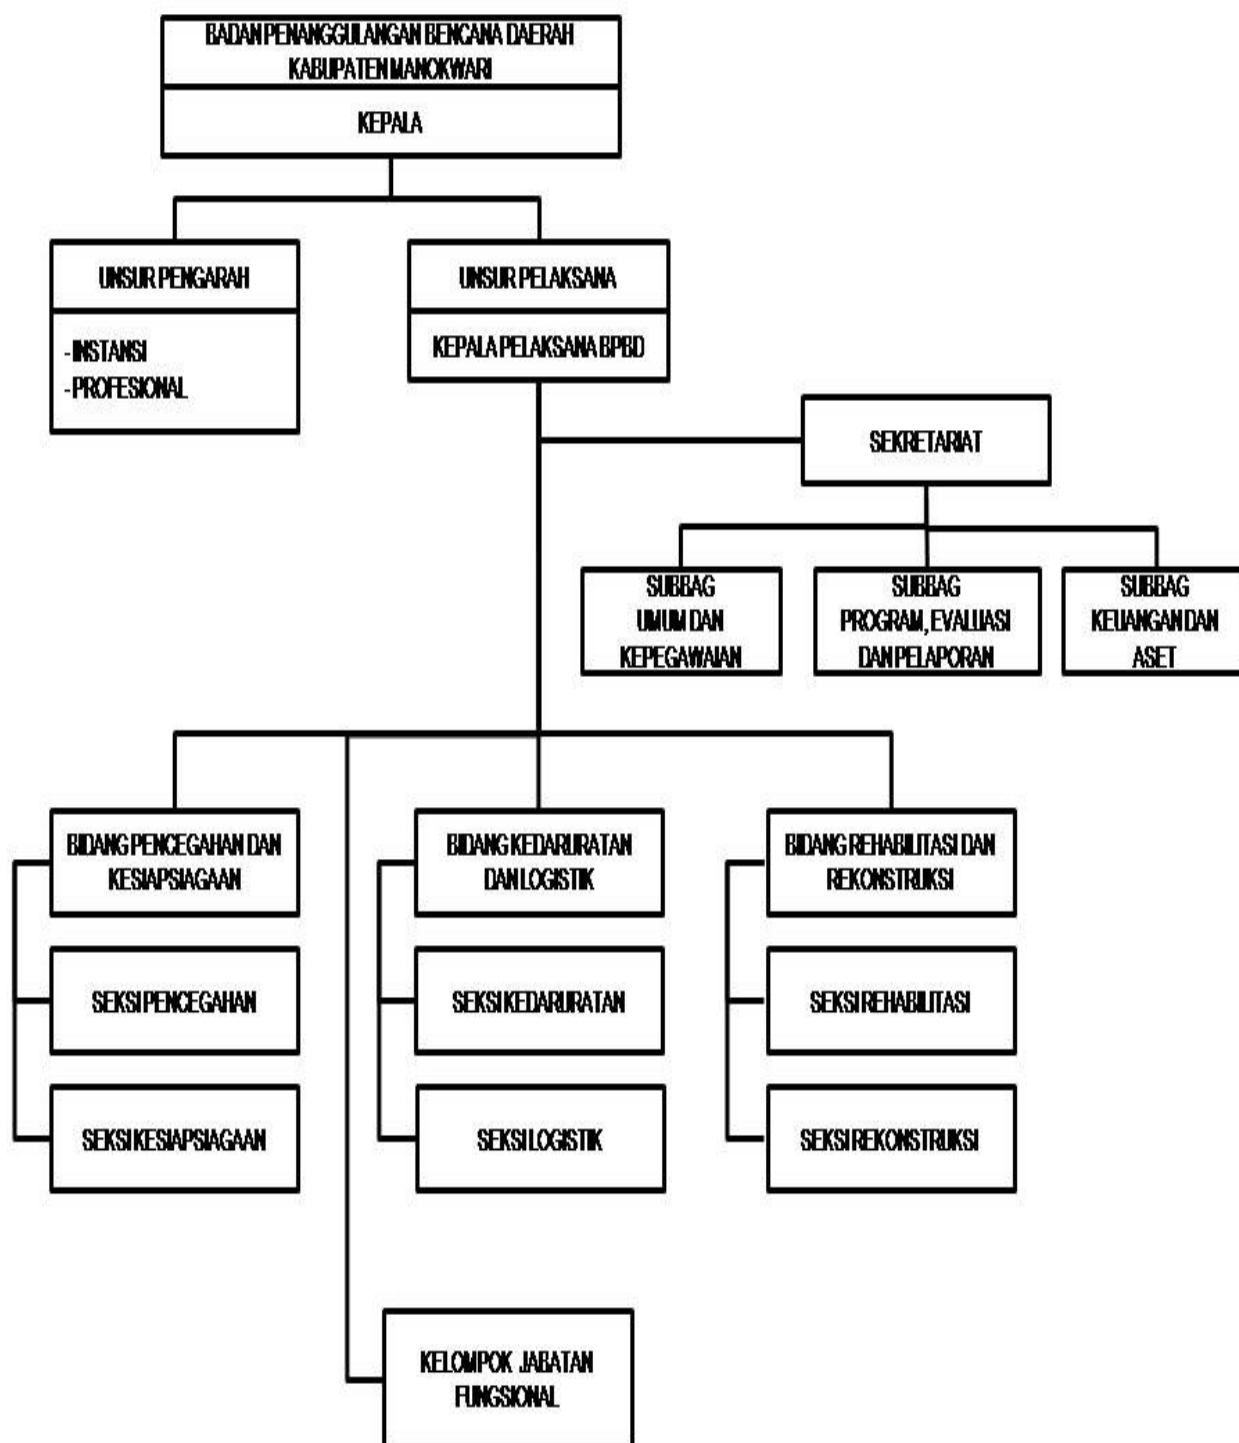 BADAN PENANGGULANGAN BENCANA DAERAH
KABUPATEN MANOKWARI
KEPALA
UNSUR PENGARAH
- INSTANSI
- PROFESIONAL
UNSUR PELAKSANA
KEPALA PELAKSANA BPBD
SEKRETARIAT
SUBBAG
UMUM DAN
KEPEGAWAIAN
SUBBAG
PROGRAM, EVALUASI
DAN PELAPORAN
SUBBAG
KEUANGAN DAN
ASET
BIDANG PENCEGAHAN DAN
KESIAPSIAGAAN
SEKSI PENCEGAHAN
SEKSI KESIAPSIAGAAN
BIDANG KEDARURATAN
DAN LOGISTIK
SEKSI KEDARURATAN
SEKSI LOGISTIK
BIDANG REHABILITASI DAN
REKONSTRUKSI
SEKSI REHABILITASI
SEKSI REKONSTRUKSI
KELOMPOK JABATAN
FUNGSIONAL